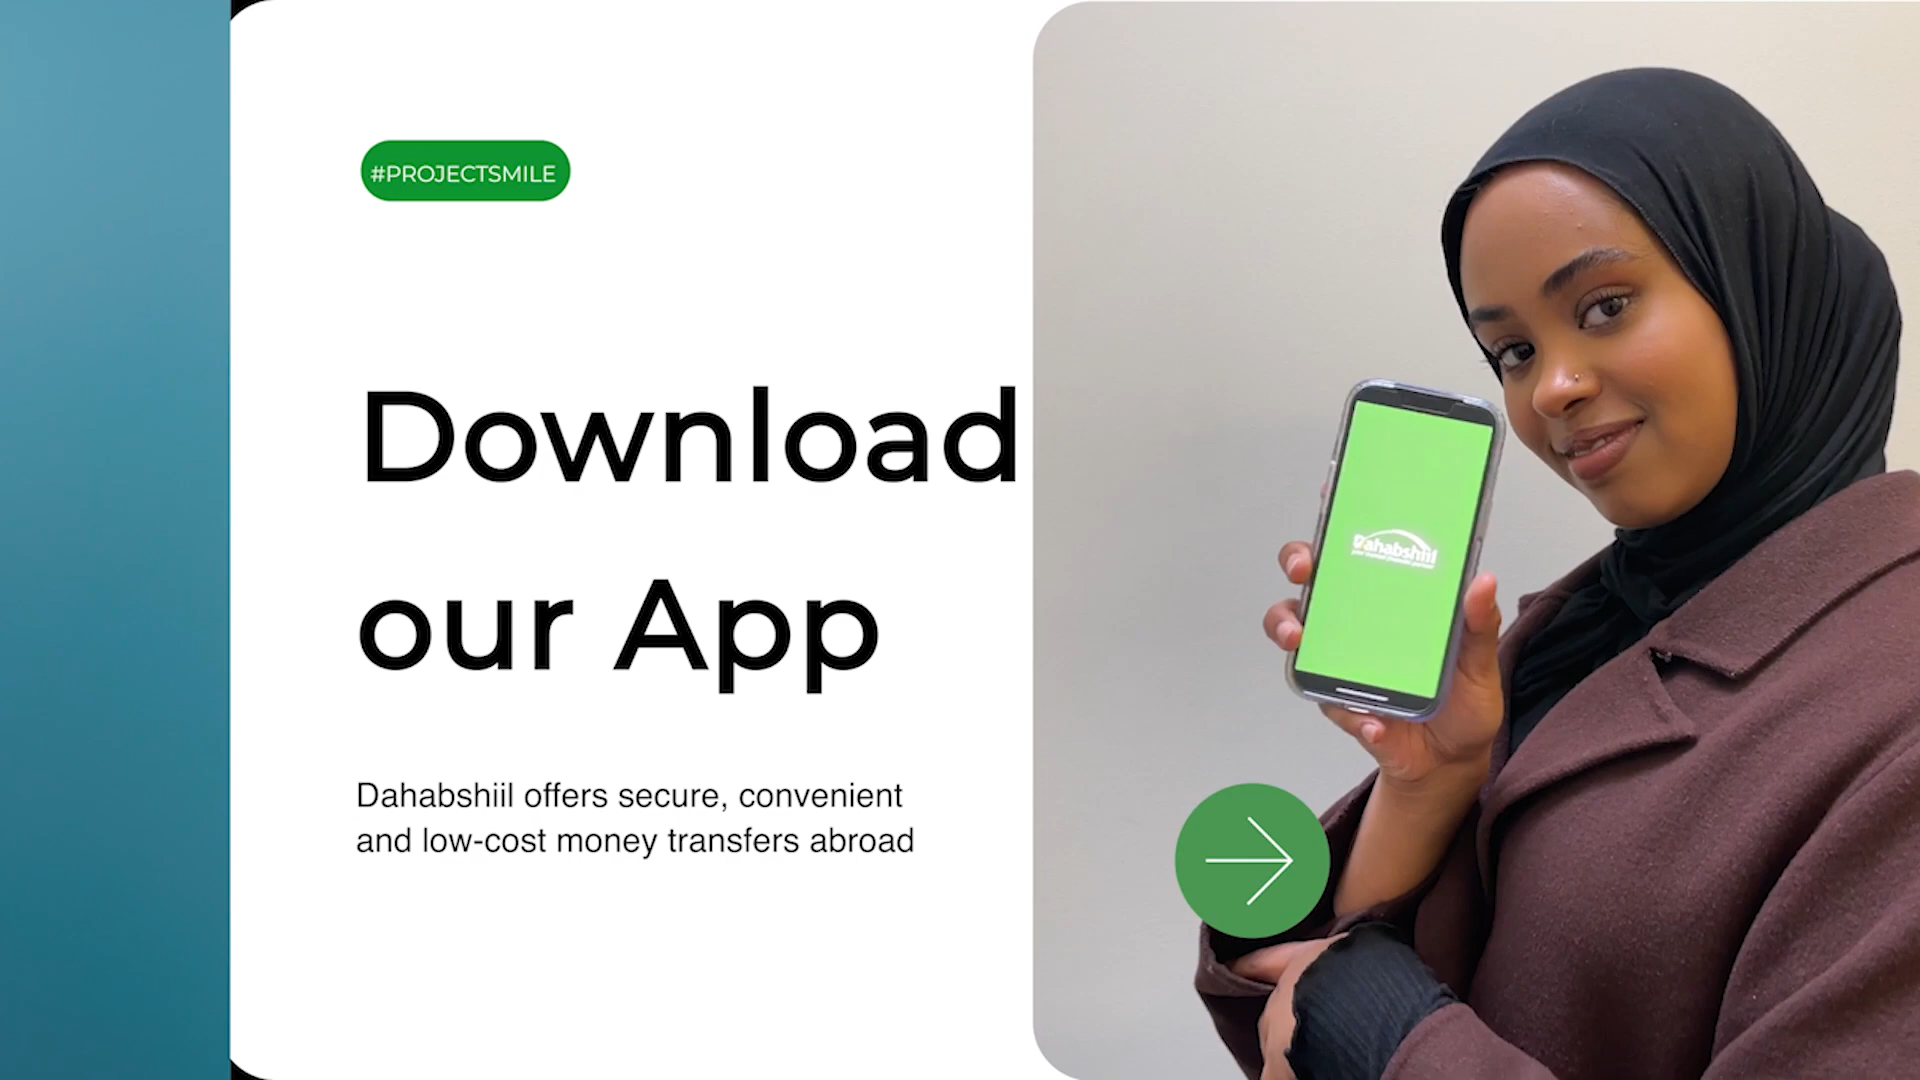 #PROJECTSMILE
Download
our App
Dahabshiil offers secure, convenient
and low-cost money transfers abroad
Dahabshiil